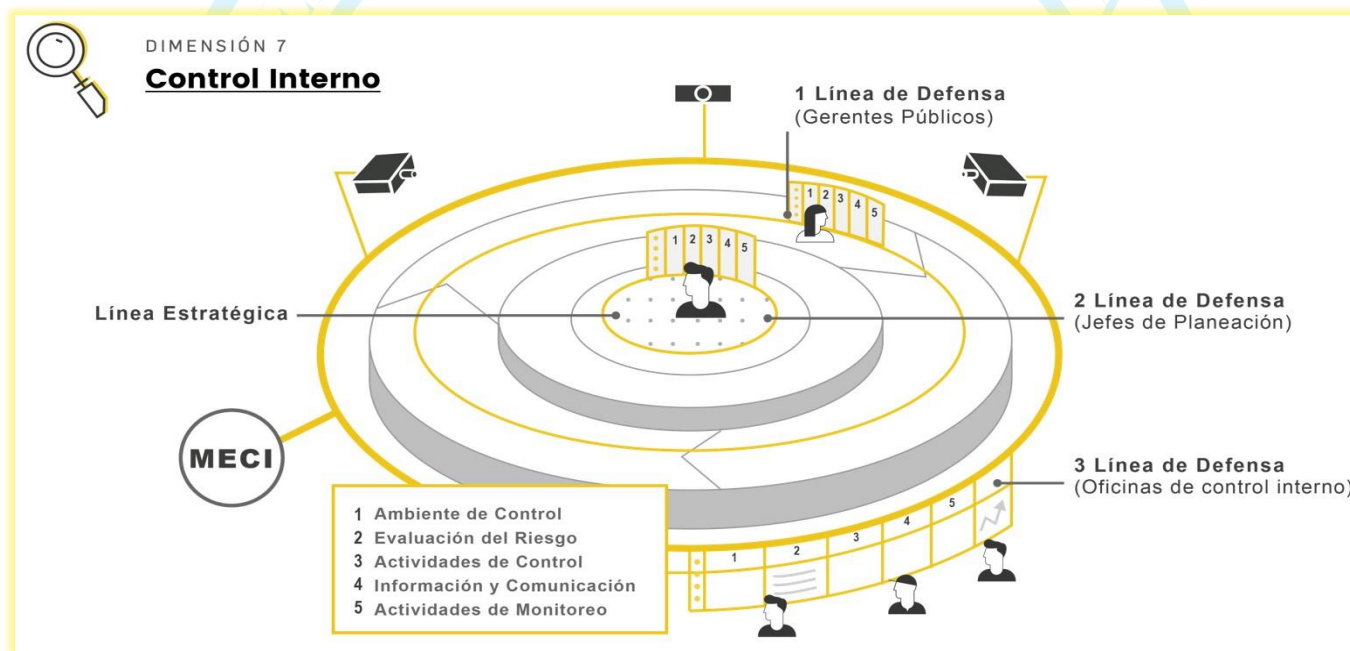 DIMENSIÓN 7
Control Interno
1 Línea de Defensa
(Gerentes Públicos)
1 2 3 4 5
1 2 3 4 5
Línea Estratégica
2 Línea de Defensa
(Jefes de Planeación)
MECI
3 Línea de Defensa
(Oficinas de control interno)
1 Ambiente de Control
2 Evaluación del Riesgo
3 Actividades de Control
4 Información y Comunicación
5 Actividades de Monitoreo
1 2 3 4 5